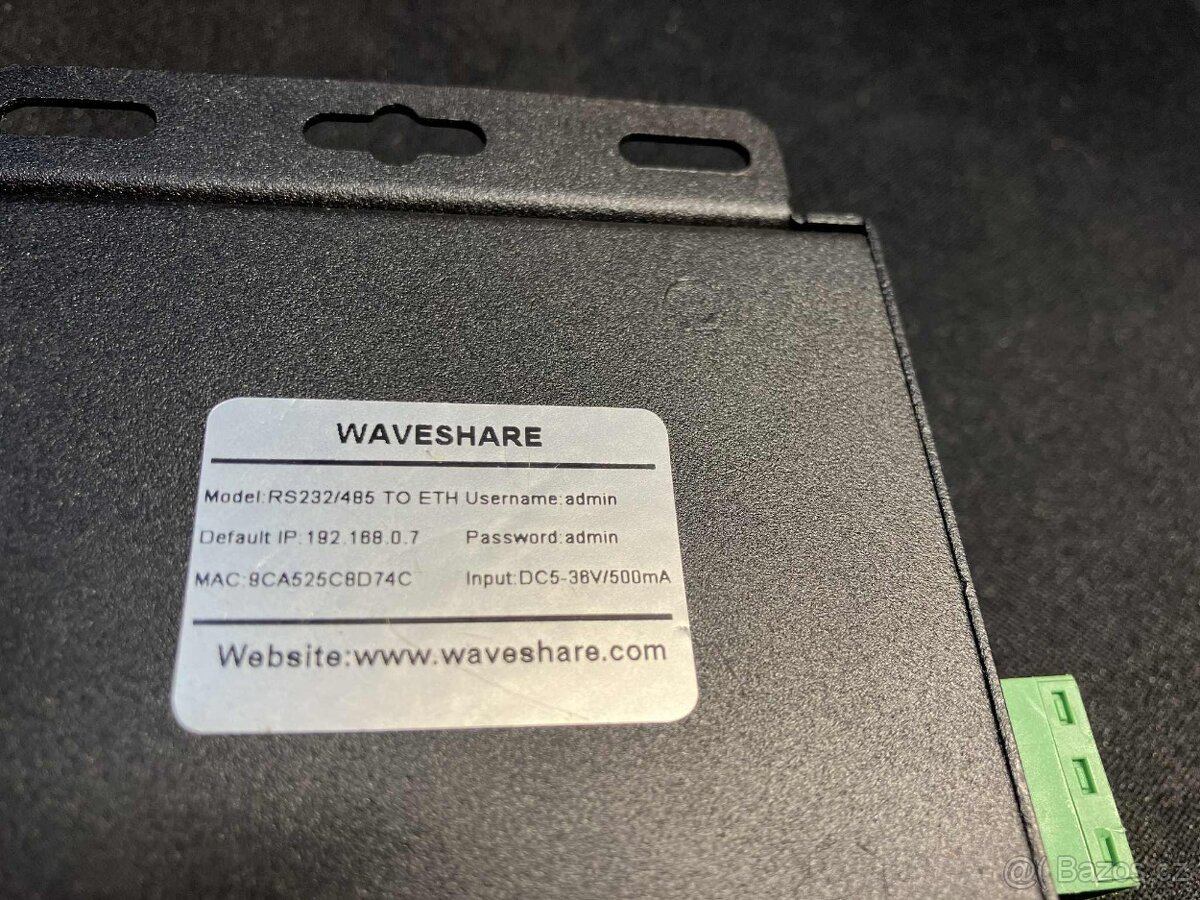 WAVESHARE
Model:RS232/485 TO ETH Username:admin
Default IP:192.168.0.7 Password:admin
MAC:9CA525C8D74C Input:DC5-36V/500mA
Website:www.waveshare.com
@( Bazos.cz